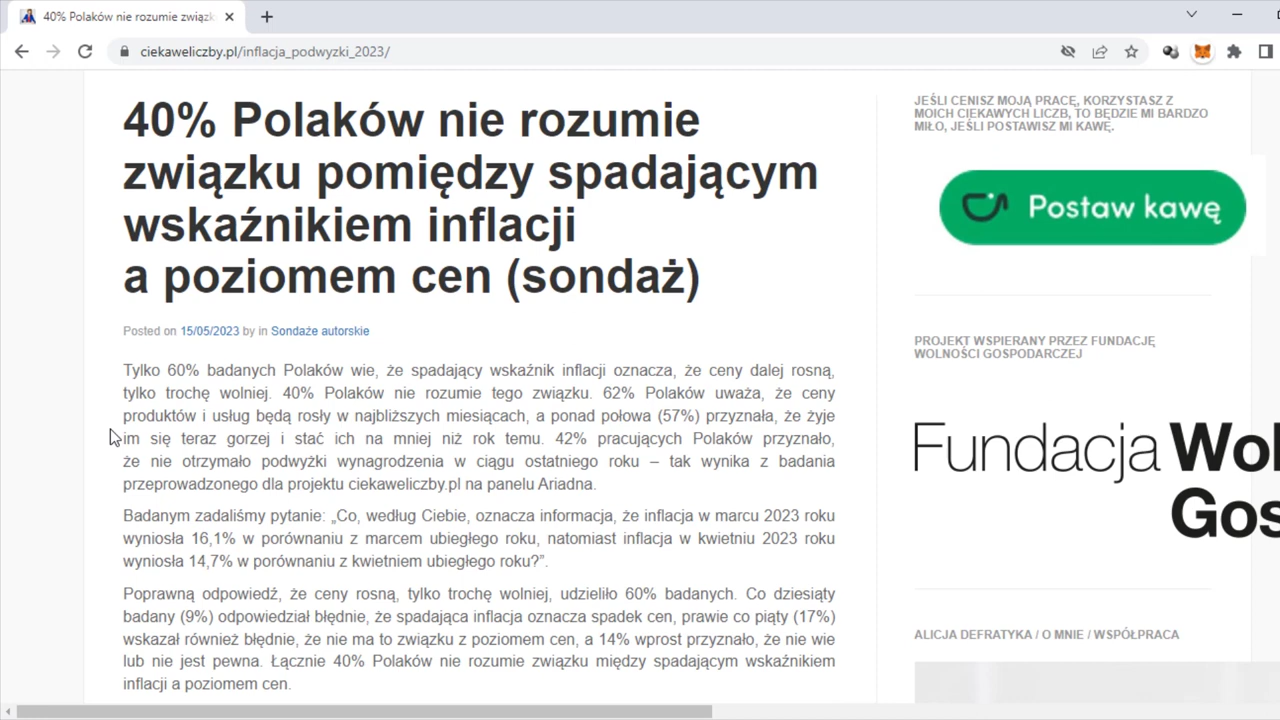 40% Polaków nie rozumie związk
ciekaweliczby.pl/inflacja_podwyzki_2023/
40% Polaków nie rozumie
związku pomiędzy spadającym
wskaźnikiem inflacji
a poziomem cen (sondaż)
Posted on 15/05/2023 by in Sondaże autorskie
Tylko 60% badanych Polaków wie, że spadający wskaźnik inflacji oznacza, że ceny dalej rosną,
tylko trochę wolniej. 40% Polaków nie rozumie tego związku. 62% Polaków uważa, że ceny
produktów i usług będą rosły w najbliższych miesiącach, a ponad połowa (57%) przyznała, że żyje
im się teraz gorzej i stać ich na mniej niż rok temu. 42% pracujących Polaków przyznało,
że nie otrzymało podwyżki wynagrodzenia w ciągu ostatniego roku – tak wynika z badania
przeprowadzonego dla projektu ciekaweliczby.pl na panelu Ariadna.
Badanym zadaliśmy pytanie: „Co, według Ciebie, oznacza informacja, że inflacja w marcu 2023 roku
wyniosła 16,1% w porównaniu z marcem ubiegłego roku, natomiast inflacja w kwietniu 2023 roku
wyniosła 14,7% w porównaniu z kwietniem ubiegłego roku?”.
Poprawną odpowiedź, że ceny rosną, tylko trochę wolniej, udzieliło 60% badanych. Co dziesiąty
badany (9%) odpowiedział błędnie, że spadająca inflacja oznacza spadek cen, prawie co piąty (17%)
wskazał również błędnie, że nie ma to związku z poziomem cen, a 14% wprost przyznało, że nie wie
lub nie jest pewna. Łącznie 40% Polaków nie rozumie związku między spadającym wskaźnikiem
inflacji a poziomem cen.
JEŚLI CENISZ MOJĄ PRACĘ, KORZYSTASZ Z
MOICH CIEKAWYCH LICZB, TO BĘDZIE MI BARDZO
MIŁO, JEŚLI POSTAWISZ MI KAWĘ.
Postaw kawę
PROJEKT WSPIERANY PRZEZ FUNDACJĘ
WOLNOŚCI GOSPODARCZEJ
Fundacja Wol
Gos
ALICJA DEFRATYKA / O MNIE / WSPÓŁPRACA